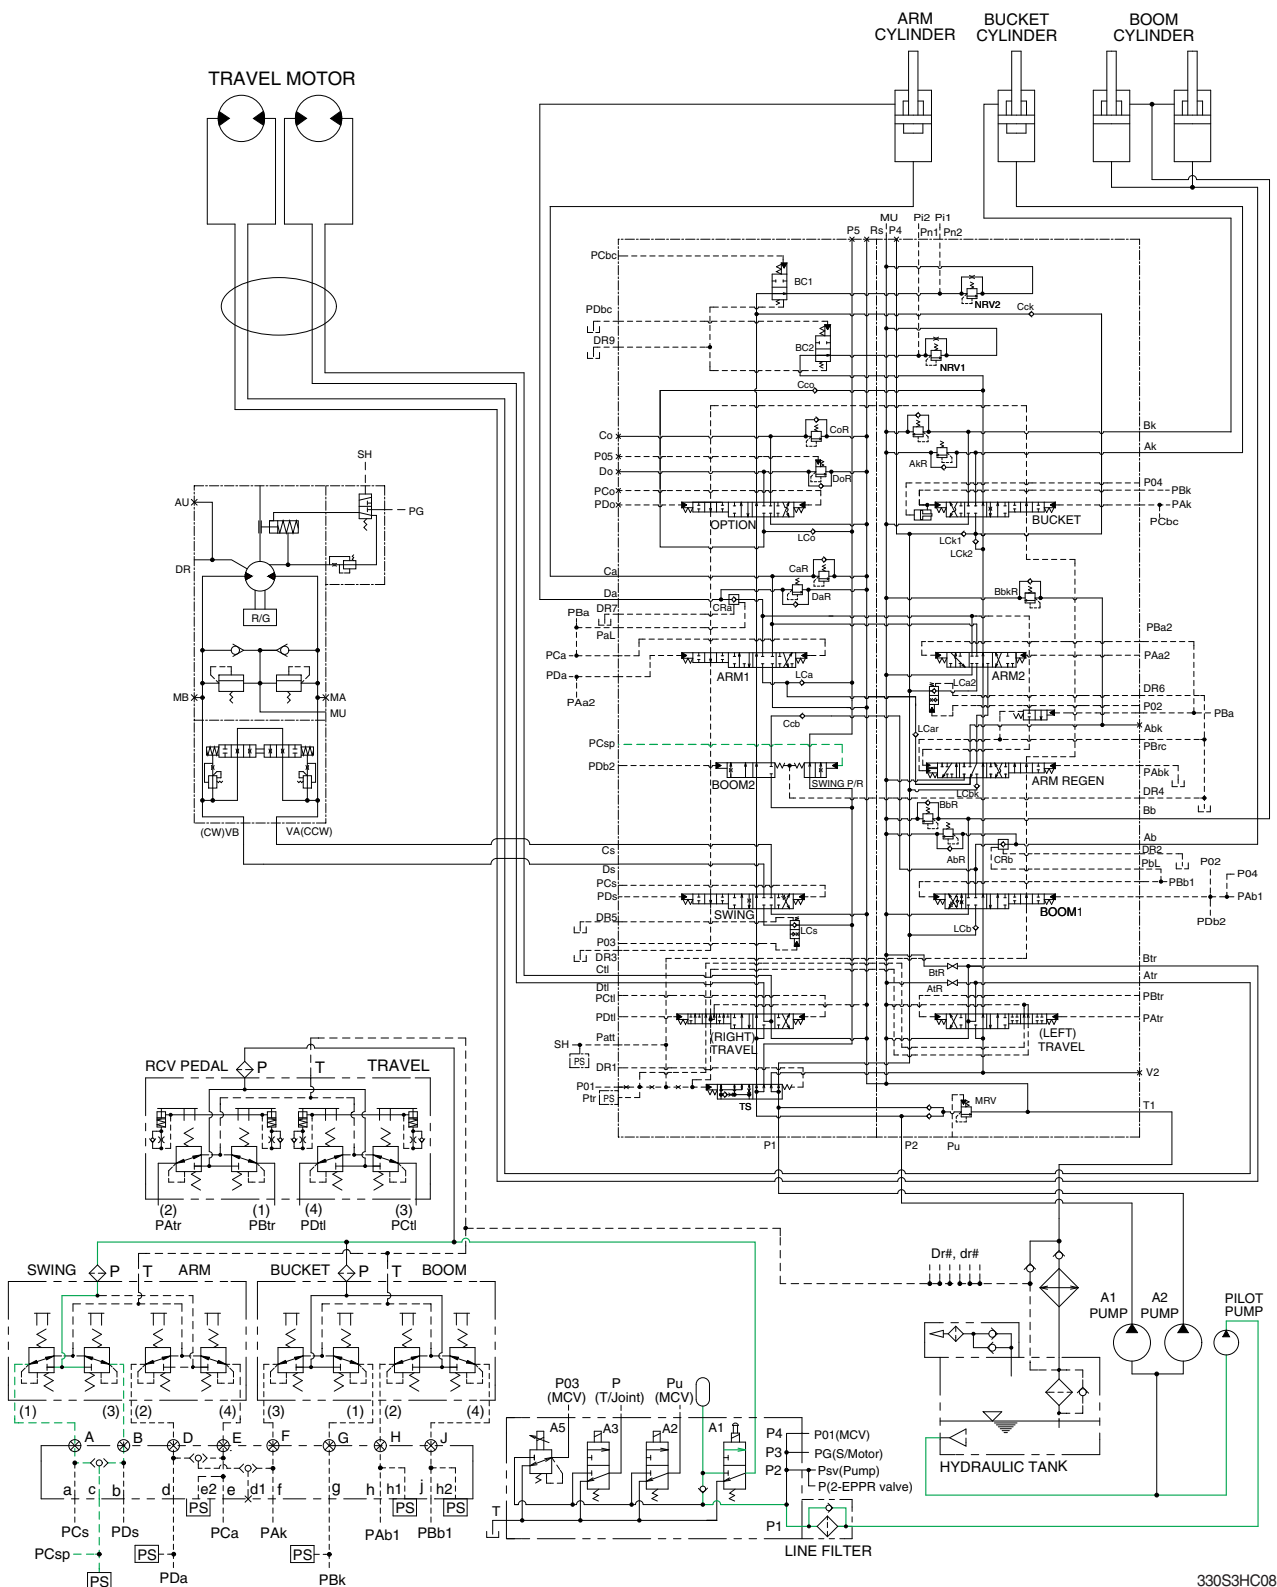 ARM
CYLINDER
BUCKET
CYLINDER
BOOM
CYLINDER
TRAVEL MOTOR
MU
Pi2
Pi1
P5
Rs
P4
Pn1
Pn2
PCbc
BC1
NRV2
Cck
PDbc
DR9
BC2
NRV1
Cco
Co
CoR
Bk
Ak
P05
AkR
Do
DoR
PCo
PDo
P04
PBk
PAk
OPTION
BUCKET
PCbc
LCo
LCk1
LCk2
SH
AU
PG
DR
R/G
MB
MA
MU
(CW)VB
VA(CCW)
Ca
CaR
Da
DaR
BbkR
PBa
DR7
CRa
PaL
PBa2
PCa
PAa2
PDa
ARM1
ARM2
LCa
LCa2
DR6
PAa2
P02
PBa
Ccb
LCar
Abk
PCsp
PBrc
PDb2
PAbk
BOOM2
SWING P/R
ARM REGEN
LCbk
DR4
BbR
Bb
AbR
CRb
Ab
DR2
PbL
Cs
Ds
PCs
PDs
PBb1
P02
P04
PAb1
PDb2
SWING
BOOM1
DR5
LCs
LCb
P03
DR3
Ctl
BtR
Btr
AtR
Atr
Dtl
PCtl
PBtr
PDtl
PAtr
(RIGHT)
TRAVEL
(LEFT)
TRAVEL
Patt
SH
PS
DR1
V2
P01
Ptr
PS
TS
MRV
T1
P1
P2
Pu
RCV PEDAL
P
T
TRAVEL
(2)
(1)
(4)
(3)
PAtr
PBtr
PDtl
PCtl
SWING
P
T
ARM
BUCKET
P
T
BOOM
(1)
(3)
(2)
(4)
(3)
(1)
(2)
(4)
A
B
D
E
F
G
H
J
a
c
b
d
e2
e
d1
f
g
h
h1
j
h2
PS
PS
PS
PCs
PDs
PCa
PAk
PAb1
PBb1
PCsp
PS
PS
PS
PDa
PBk
P03
(MCV)
P
(T/Joint)
Pu
(MCV)
A5
A3
A2
A1
P4
P01(MCV)
P3
PG(S/Motor)
P2
Psv(Pump)
P(2-EPPR valve)
T
P1
LINE FILTER
Dr#, dr#
A1
PUMP
A2
PUMP
PILOT
PUMP
HYDRAULIC TANK
330S3HC08